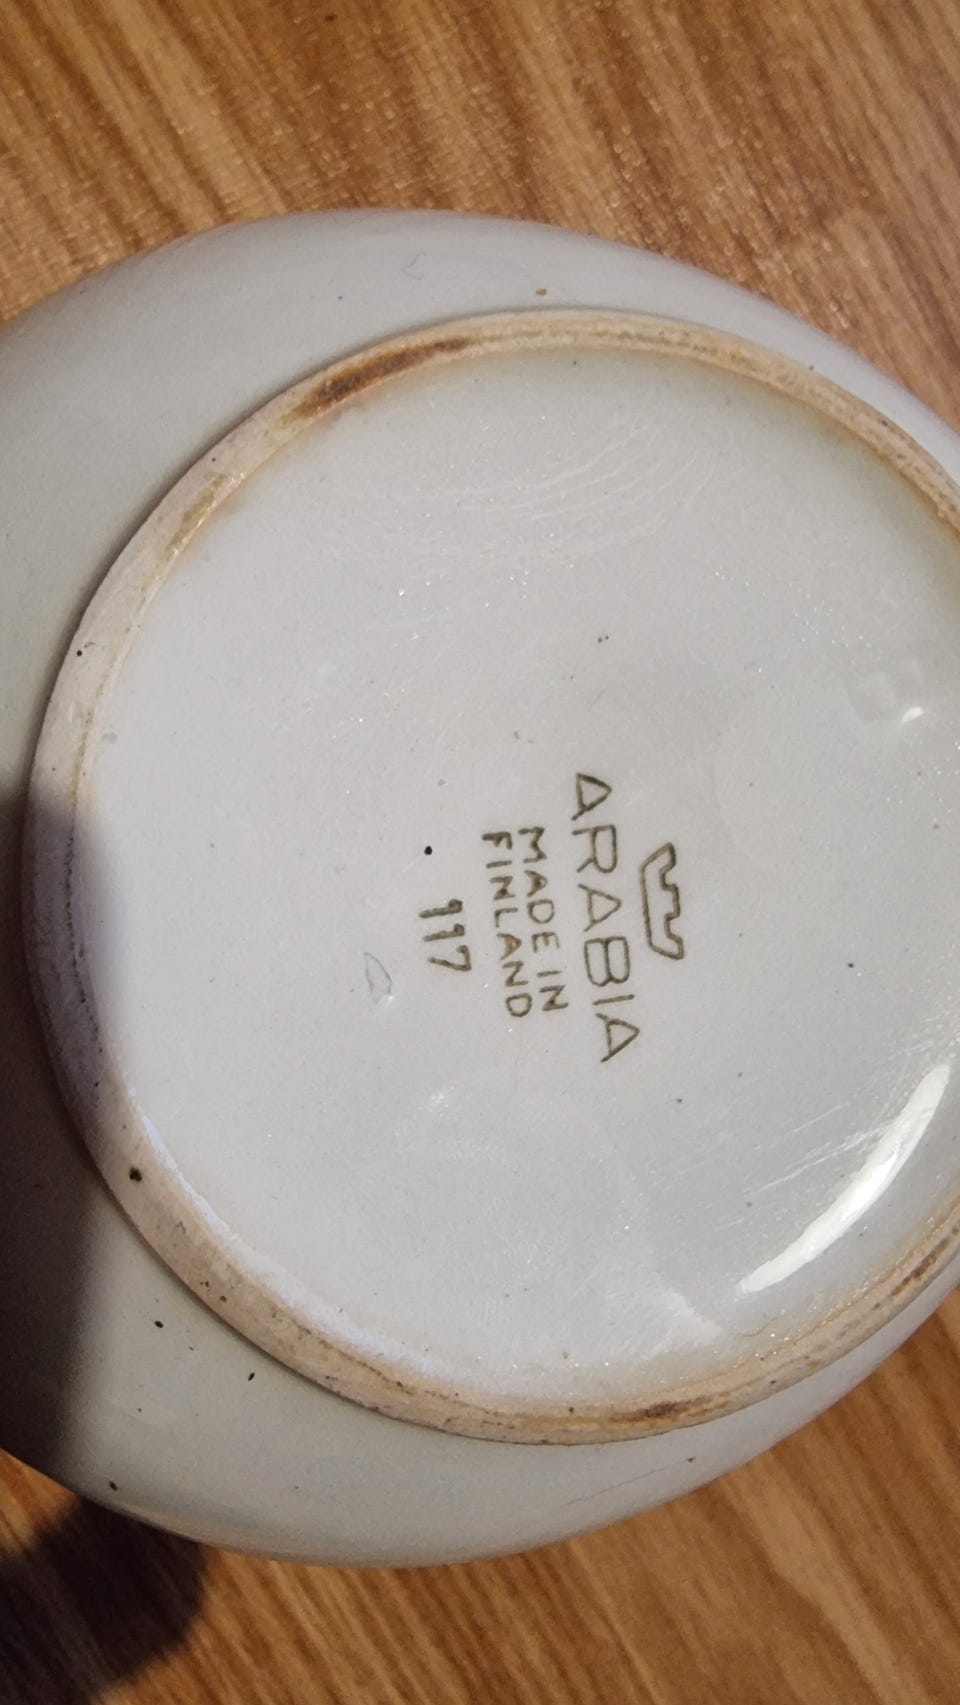 ARABIA
MADE IN
FINLAND
117